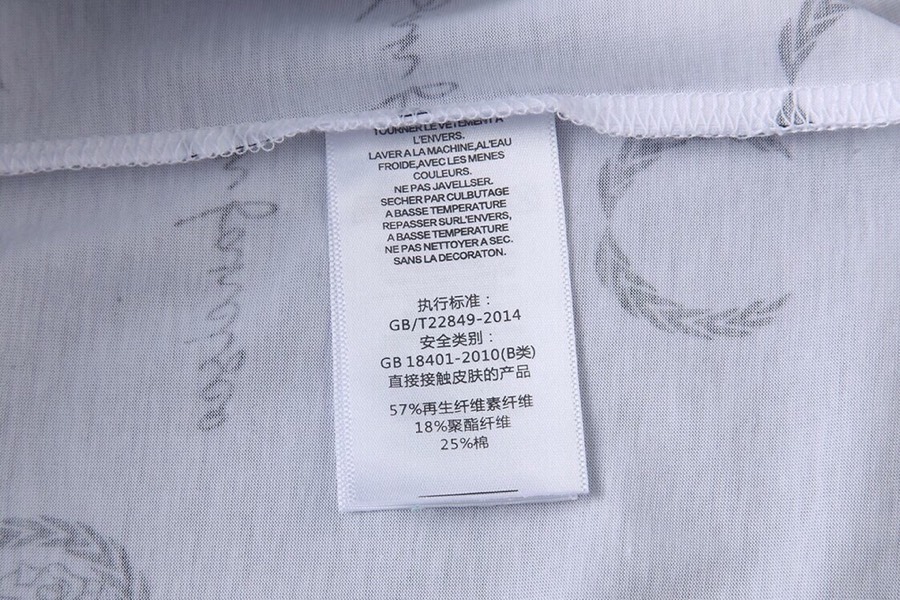 TOURNER LE VETEMENT A
L'ENVERS.
LAVER A LA MACHINE,AL'EAU
FROIDE,AVEC LES MENES
COULEURS.
NE PAS JAVELLSER.
SECHER PAR CULBUTAGE
A BASSE TEMPERATURE
REPASSER SURL'ENVERS,
A BASSE TEMPERATURE
NE PAS NETTOYER A SEC.
SANS LA DECORATON.
执行标准：
GB/T22849-2014
安全类别：
GB 18401-2010(B类)
直接接触皮肤的产品
57%再生纤维素纤维
18%聚酯纤维
25%棉